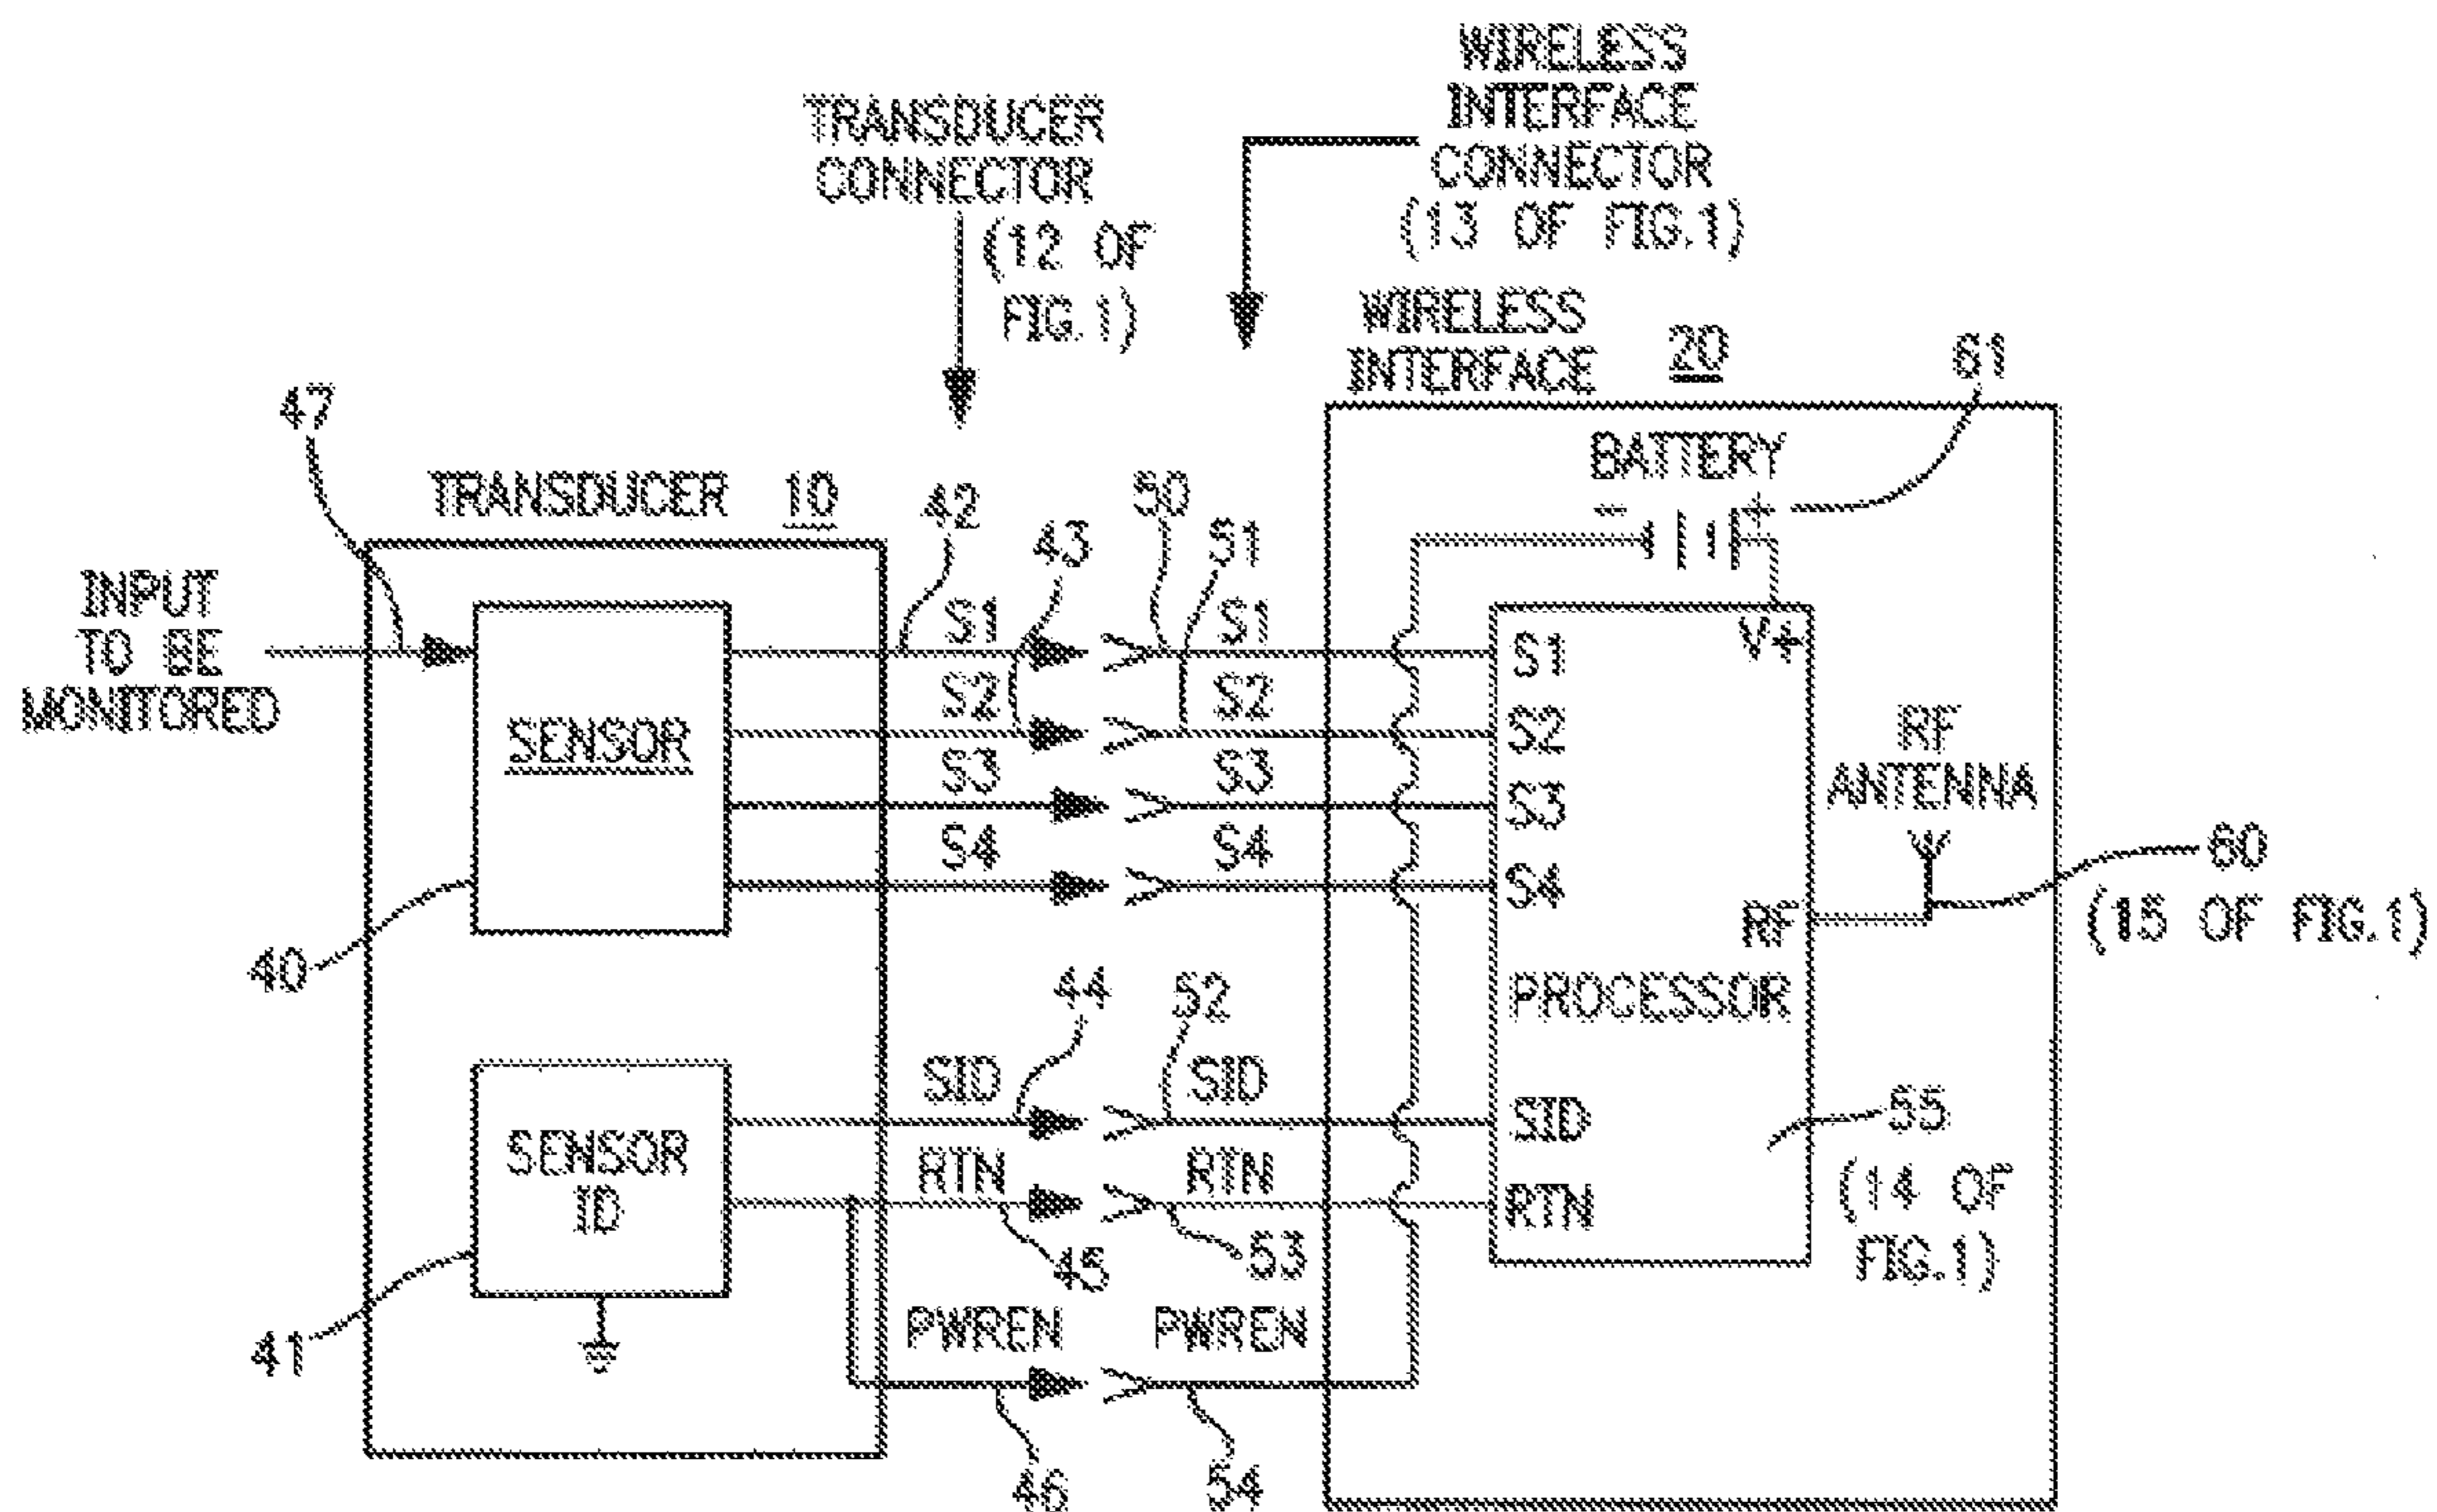 WIRELESS
INTERFACE
CONNECTOR
(13 OF FIG.1)
TRANSDUCER
CONNECTOR
(12 OF
FIG.1)
WIRELESS
INTERFACE
20
61
47
TRANSDUCER 10
42
43
50
51
BATTERY
- +
INPUT
TO BE
MONITORED
SENSOR
S1
S2
S3
S4
S1
S2
S3
S4
S1
S2
S3
S4
V+
RF
ANTENNA
RF
60
(15 OF FIG.1)
40
44
52
PROCESSOR
SENSOR
ID
SID
RTN
SID
RTN
SID
RTN
55
(14 OF
FIG.1)
45
53
41
PWREN
PWREN
46
54